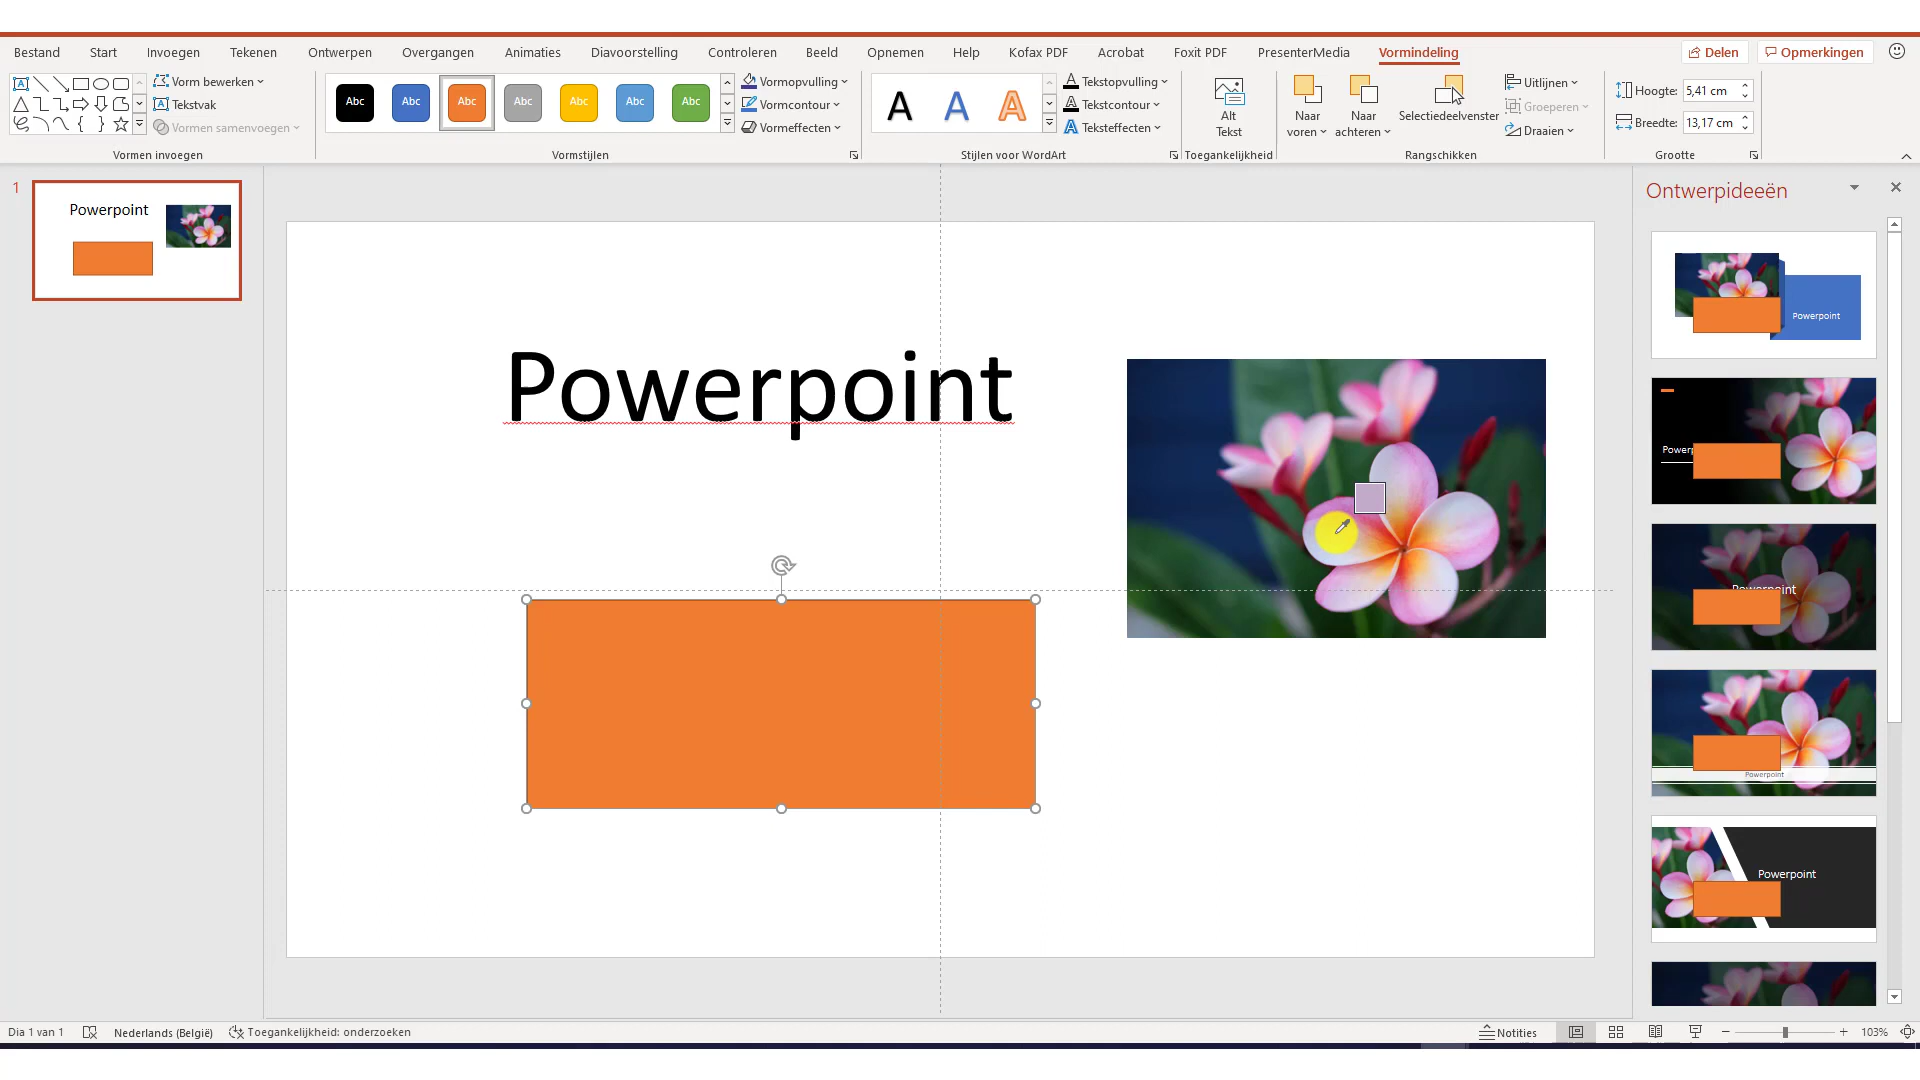 Bestand Start Invoegen Tekenen Ontwerpen Overgangen Animaties Diavoorstelling Controleren Beeld Opnemen Help Kofax PDF Acrobat Foxit PDF PresenterMedia Vormindeling Delen Opmerkingen
Vorm bewerken
Tekstvak
Vormen samenvoegen
Vormen invoegen
Abc Abc Abc Abc Abc Abc Abc
Vormopvulling
Vormcontour
Vormeffecten
Vormstijlen
A A A
Tekstopvulling
Tekstcontour
Teksteffecten
Stijlen voor WordArt
Alt
Tekst
Toegankelijkheid
Naar
voren
Naar
achteren
Selectiedeelvenster
Uitlijnen
Groeperen
Draaien
Rangschikken
Hoogte: 5,41 cm
Breedte: 13,17 cm
Grootte
1
Powerpoint
Powerpoint
Ontwerpideeën
Powerpoint
Powerp
Powerpoint
Powerpoint
Powerpoint
Dia 1 van 1 Nederlands (België) Toegankelijkheid: onderzoeken Notities 103%